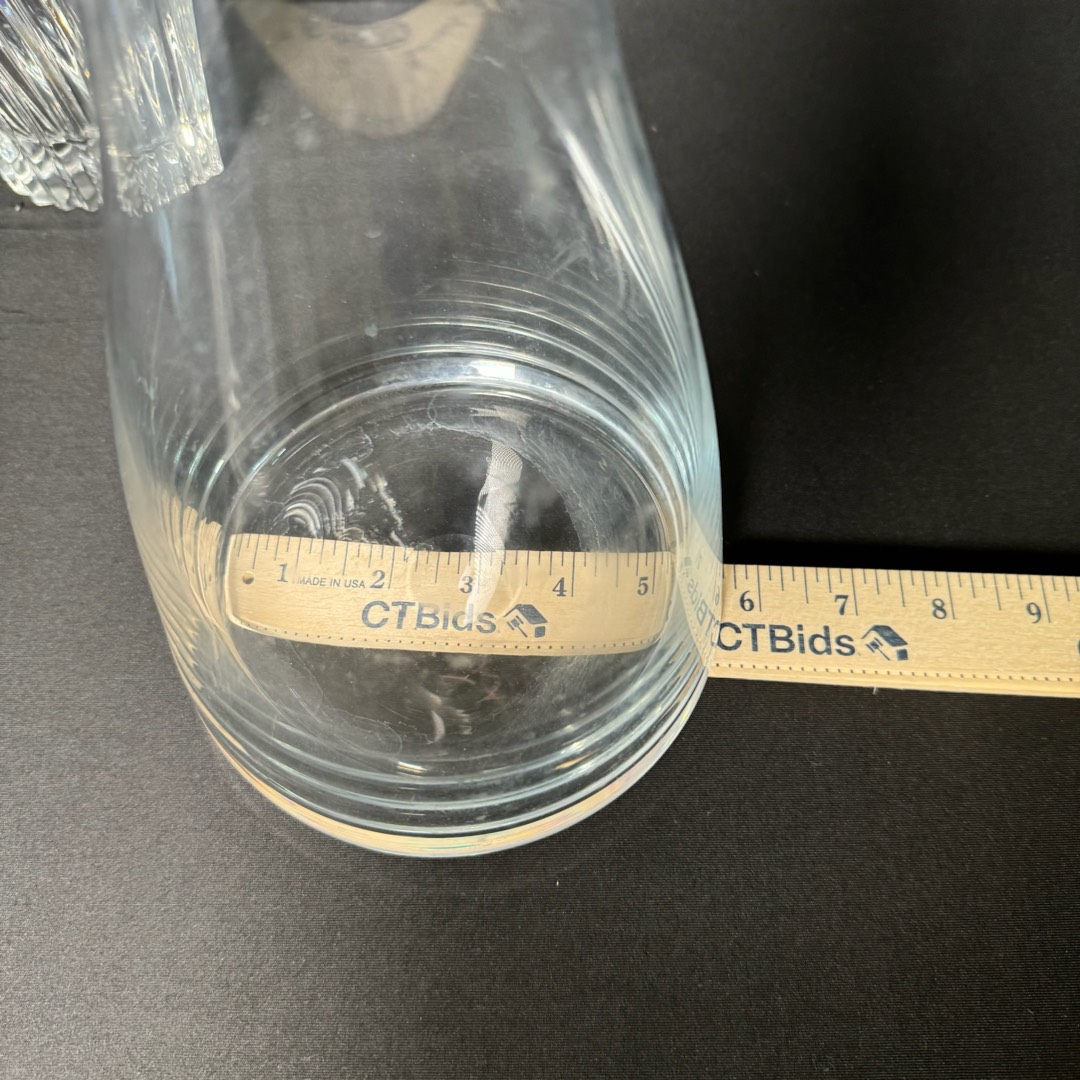 1 MADE IN USA 2 3 4 5 6 7 8 9
CTBids CTBids